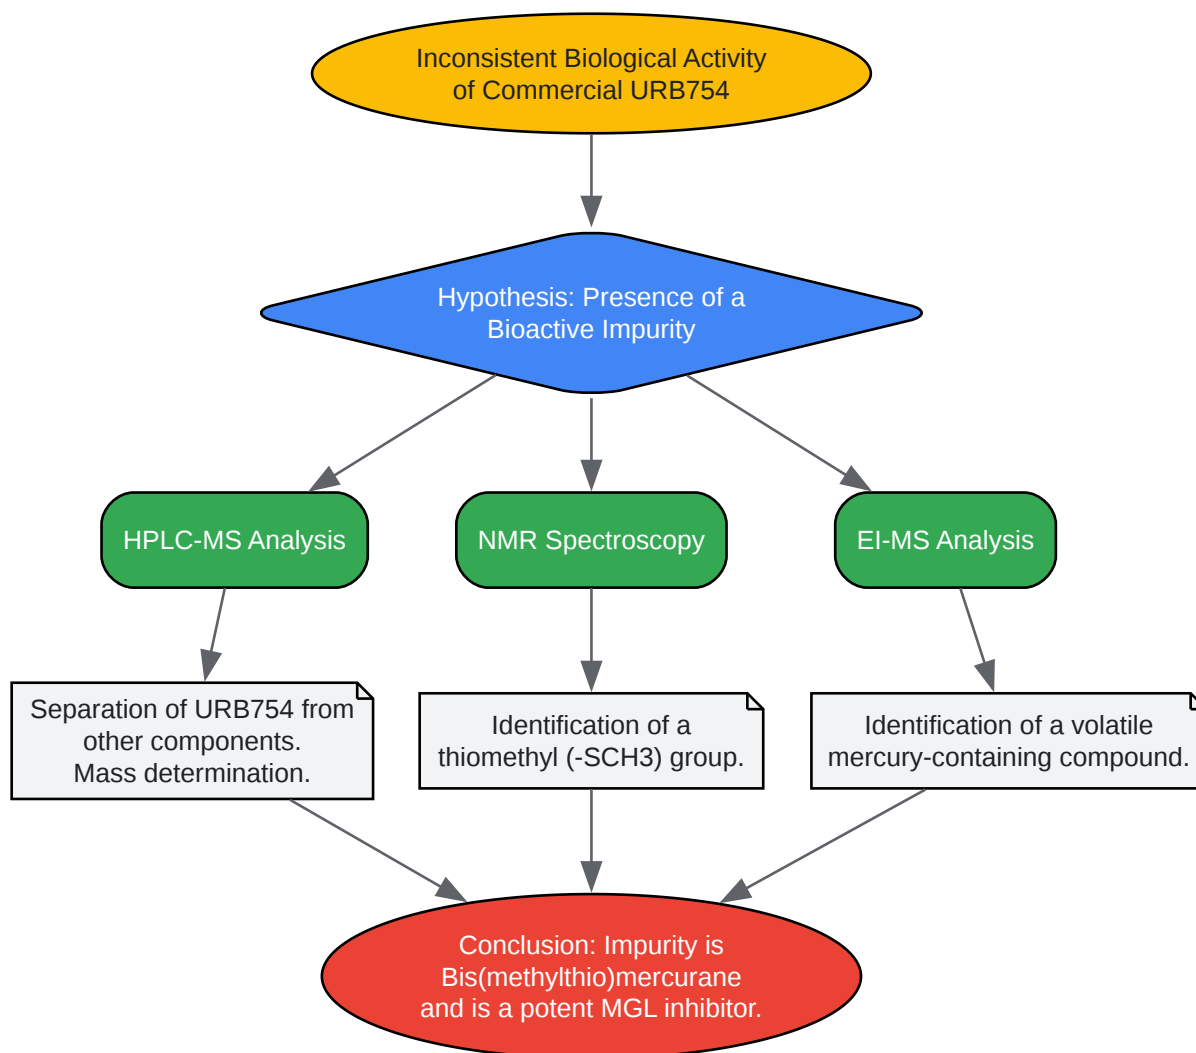 Inconsistent Biological Activity
of Commercial URB754
Hypothesis: Presence of a
Bioactive Impurity
HPLC-MS Analysis
NMR Spectroscopy
EI-MS Analysis
Separation of URB754 from
other components.
Mass determination.
Identification of a
thiomethyl (-SCH3) group.
Identification of a volatile
mercury-containing compound.
Conclusion: Impurity is
Bis(methylthio)mercurane
and is a potent MGL inhibitor.